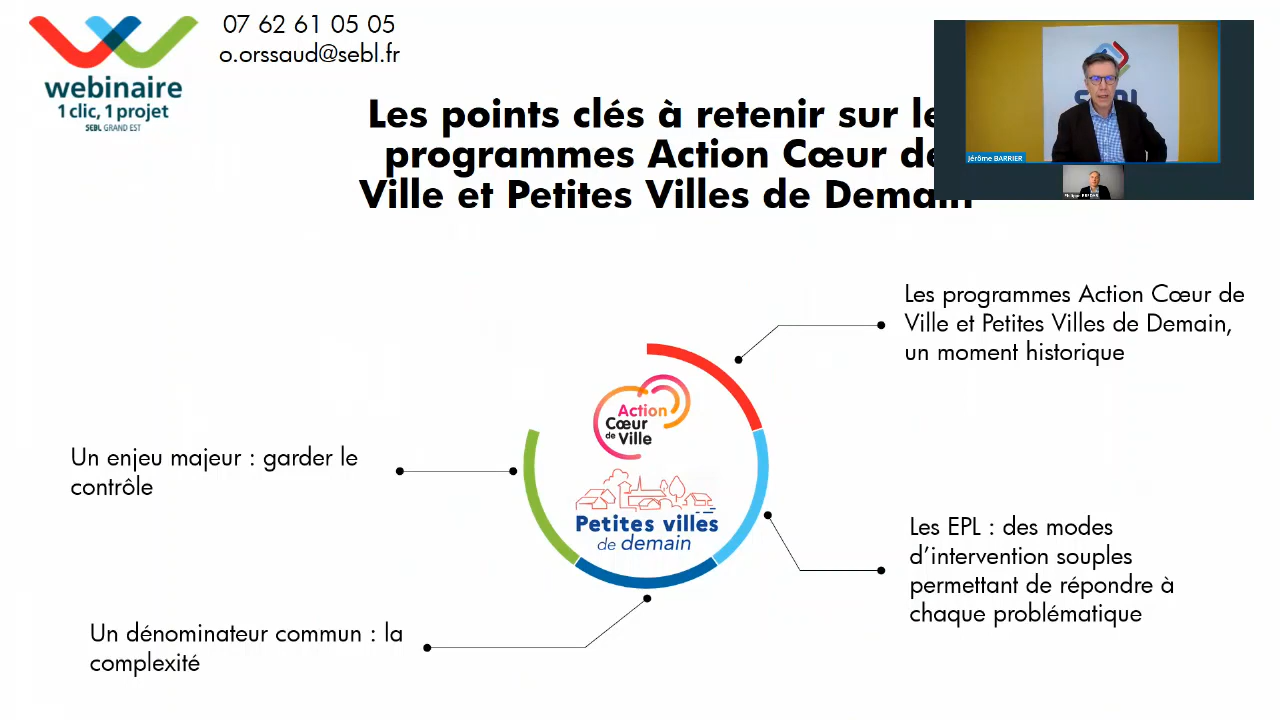 webinaire
1 clic, 1 projet
SEBL GRAND EST
07 62 61 05 05
o.orssaud@sebl.fr
Les points clés à retenir sur le
programmes Action Cœur de
Ville et Petites Villes de Demain
Jérôme BARRIER
Les programmes Action Cœur de
Ville et Petites Villes de Demain,
un moment historique
Action
Cœur
de Ville
Petites villes
de demain
Un enjeu majeur : garder le
contrôle
Les EPL : des modes
d’intervention souples
permettant de répondre à
chaque problématique
Un dénominateur commun : la
complexité